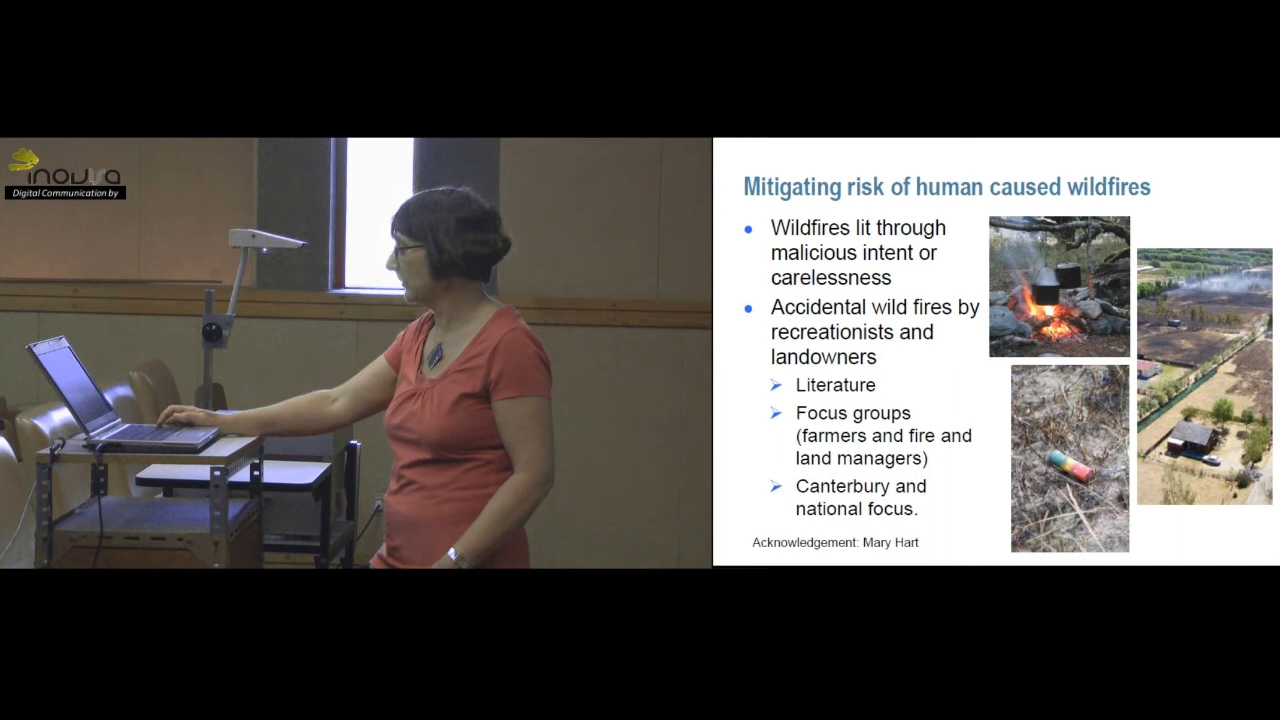 inovra
Digital Communication by
Mitigating risk of human caused wildfires
Wildfires lit through
malicious intent or
carelessness
Accidental wild fires by
recreationists and
landowners
Literature
Focus groups
(farmers and fire and
land managers)
Canterbury and
national focus.
Acknowledgement: Mary Hart